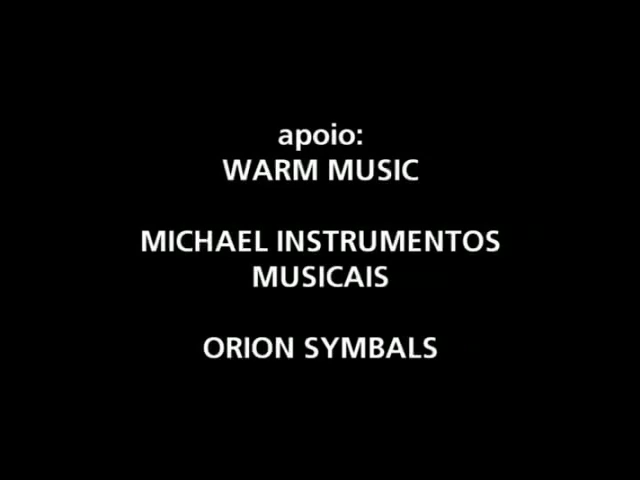 apoio:
WARM MUSIC
MICHAEL INSTRUMENTOS
MUSICAIS
ORION SYMBALS